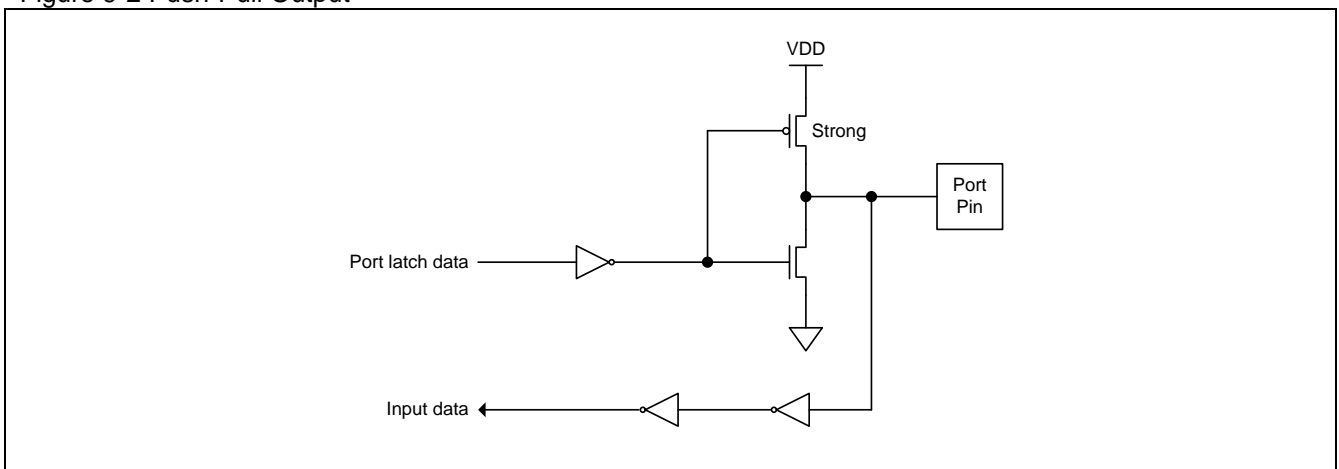 VDD
Strong
Port
Pin
Port latch data
Input data